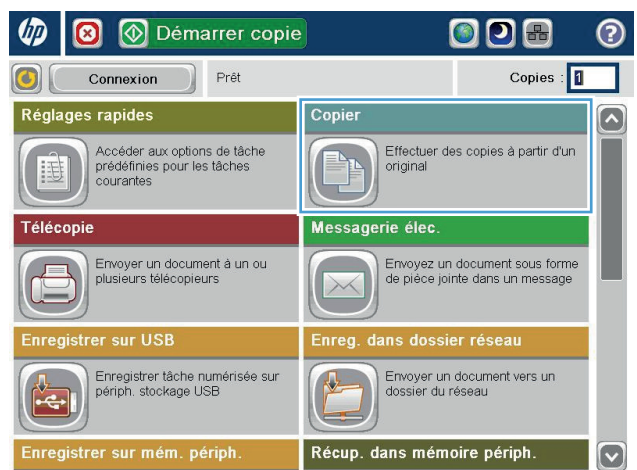 hp
Démarrer copie
?
Connexion
Prêt
Copies : 1
Réglages rapides
Copier
Accéder aux options de tâche
prédéfinies pour les tâches
courantes
Effectuer des copies à partir d'un
original
Télécopie
Messagerie élec.
Envoyer un document à un ou
plusieurs télécopieurs
Envoyez un document sous forme
de pièce jointe dans un message
Enregistrer sur USB
Enreg. dans dossier réseau
Enregistrer tâche numérisée sur
périph. stockage USB
Envoyer un document vers un
dossier du réseau
Enregistrer sur mém. périph.
Récup. dans mémoire périph.